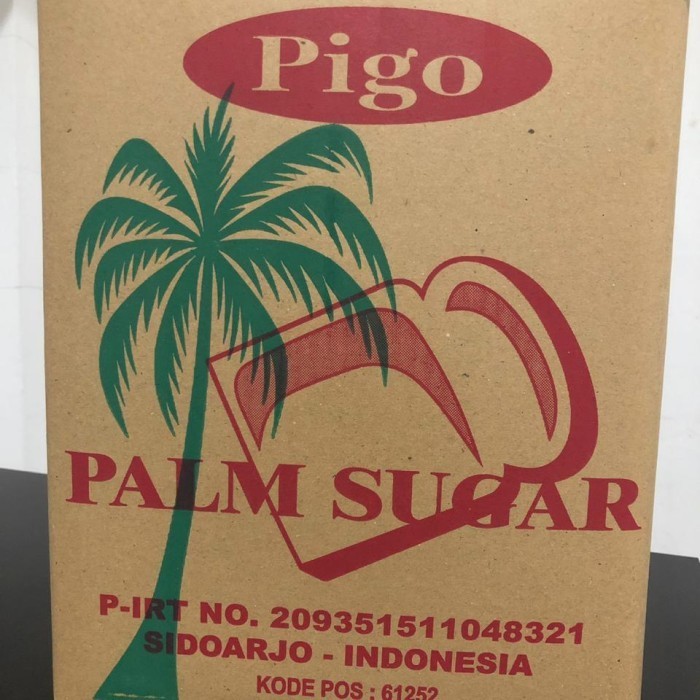 Pigo
PALM SUGAR
P-IRT NO. 209351511048321
SIDOARJO - INDONESIA
KODE POS : 61252